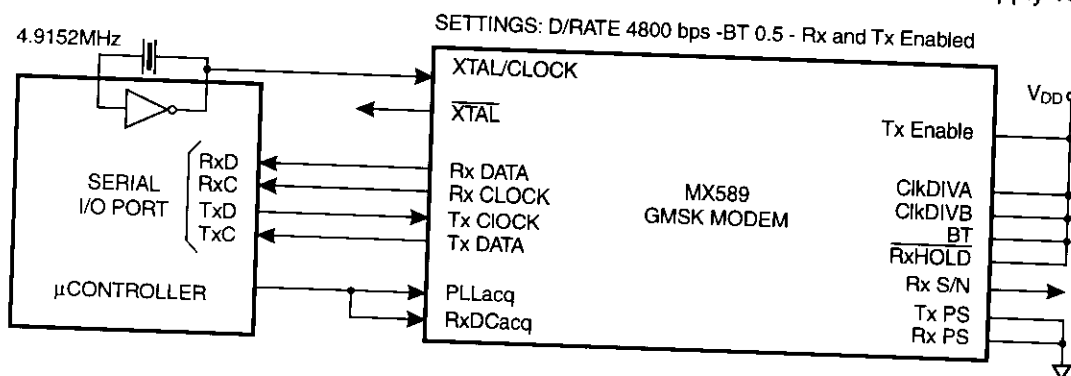 SETTINGS: D/RATE 4800 bps -BT 0.5 - Rx and Tx Enabled
4.9152MHz
XTAL/CLOCK
XTAL
VDD
Tx Enable
RxD
RxC
TxD
TxC
SERIAL
I/O PORT
Rx DATA
Rx CLOCK
Tx ClOCK
Tx DATA
MX589
GMSK MODEM
ClkDIVA
ClkDIVB
BT
RxHOLD
Rx S/N
Tx PS
Rx PS
µCONTROLLER
PLLacq
RxDCacq